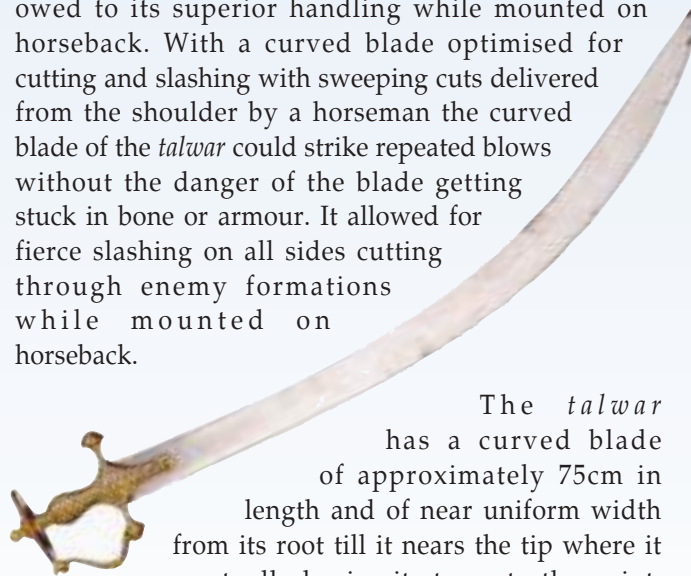 owed to its superior handling while mounted on
horseback. With a curved blade optimised for
cutting and slashing with sweeping cuts delivered
from the shoulder by a horseman the curved
blade of the talwar could strike repeated blows
without the danger of the blade getting
stuck in bone or armour. It allowed for
fierce slashing on all sides cutting
through enemy formations
while mounted on
horseback.
The talwar
has a curved blade
of approximately 75cm in
length and of near uniform width
from its root till it nears the tip where it